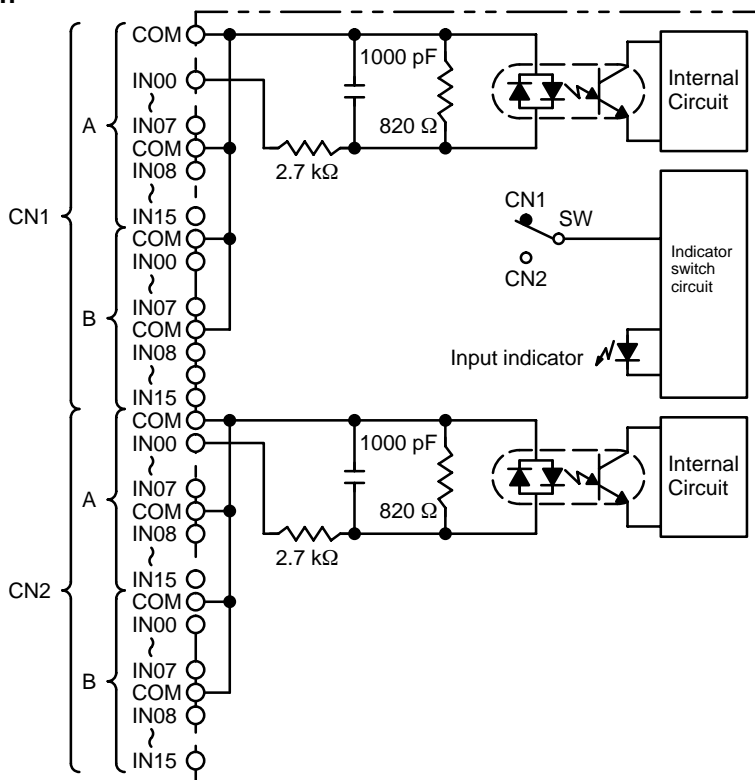 COM
IN00
~
IN07
COM
IN08
~
IN15
COM
IN00
~
IN07
COM
IN08
~
IN15
COM
IN00
~
IN07
COM
IN08
~
IN15
COM
IN00
~
IN07
COM
IN08
~
IN15
CN1
A
B
CN2
A
B
1000 pF
820 Ω
2.7 kΩ
Internal
Circuit
CN1
SW
CN2
Indicator
switch
circuit
Input indicator
1000 pF
820 Ω
2.7 kΩ
Internal
Circuit